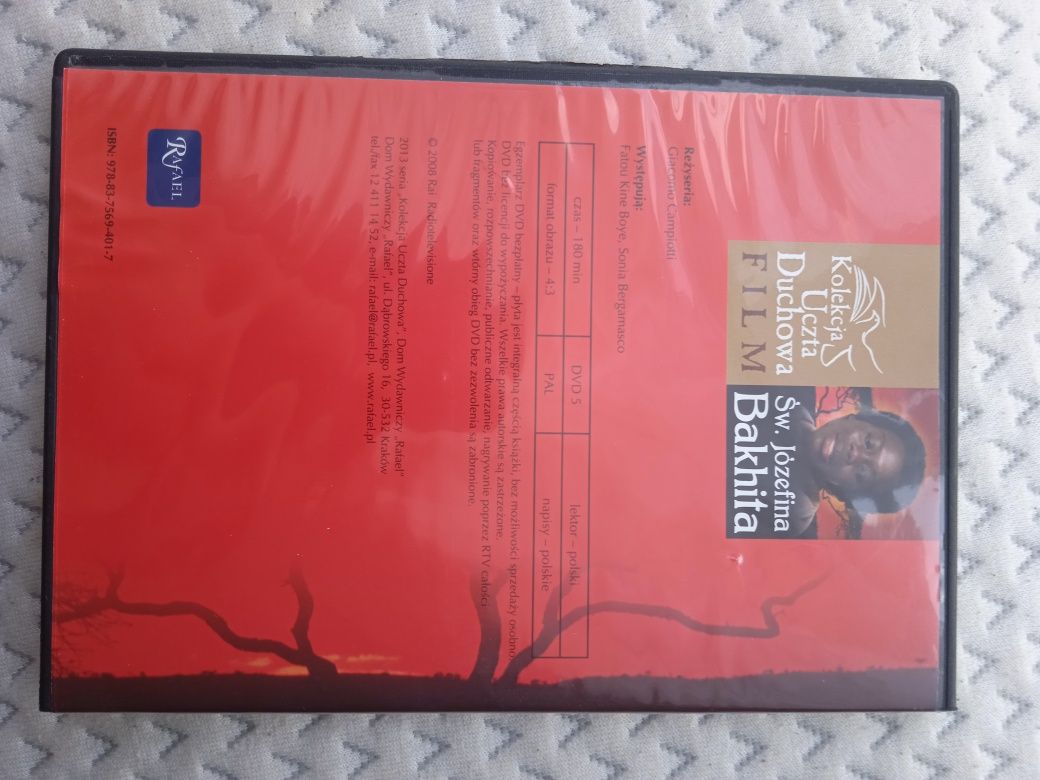 Kolekcja
Uczta
Duchowa
FILM
Św. Józefina
Bakhita
Reżyseria:
Giacomo Campiotti
Występują:
Fatou Kine Boye, Sonia Bergamasco
czas – 180 min DVD 5 lektor – polski
format obrazu – 4:3 PAL napisy – polskie
Egzemplarz DVD bezpłatny – płyta jest integralną częścią książki, bez możliwości sprzedaży osobno.
DVD bez licencji do wypożyczania. Wszelkie prawa autorskie są zastrzeżone.
Kopiowanie, rozpowszechnianie, publiczne odtwarzanie, nagrywanie poprzez RTV całości
lub fragmentów oraz wtórny obieg DVD bez zezwolenia są zabronione.
© 2008 Rai Radiotelevisione
2013 seria „Kolekcja Uczta Duchowa", Dom Wydawniczy „Rafael"
Dom Wydawniczy „Rafael", ul. Dąbrowskiego 16, 30-532 Kraków
tel./fax 12 411 14 52, e-mail: rafael@rafael.pl, www.rafael.pl
RAFAEL
ISBN: 978-83-7569-401-7